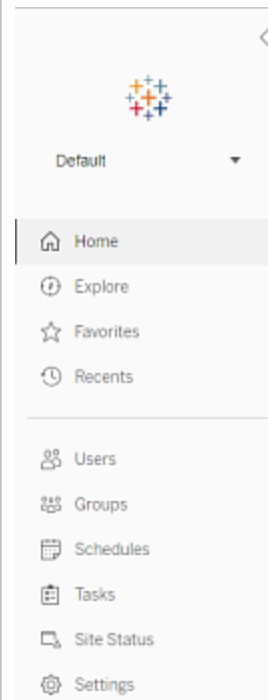 Default
Home
Explore
Favorites
Recents
Users
Groups
Schedules
Tasks
Site Status
Settings